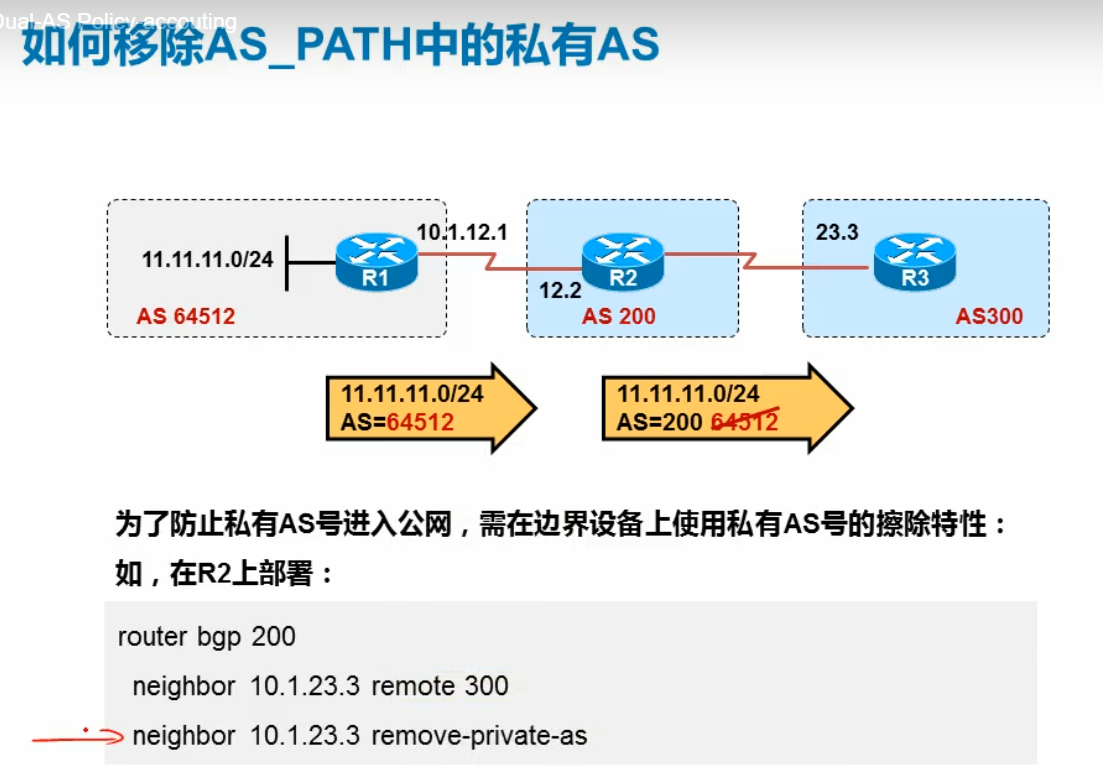 Dual-AS Policy accouting
如何移除AS_PATH中的私有AS
10.1.12.1
23.3
11.11.11.0/24
R1
R2
R3
12.2
AS 64512
AS 200
AS300
11.11.11.0/24
AS=64512
11.11.11.0/24
AS=200 64512
为了防止私有AS号进入公网，需在边界设备上使用私有AS号的擦除特性：
如，在R2上部署：
router bgp 200
neighbor 10.1.23.3 remote 300
neighbor 10.1.23.3 remove-private-as